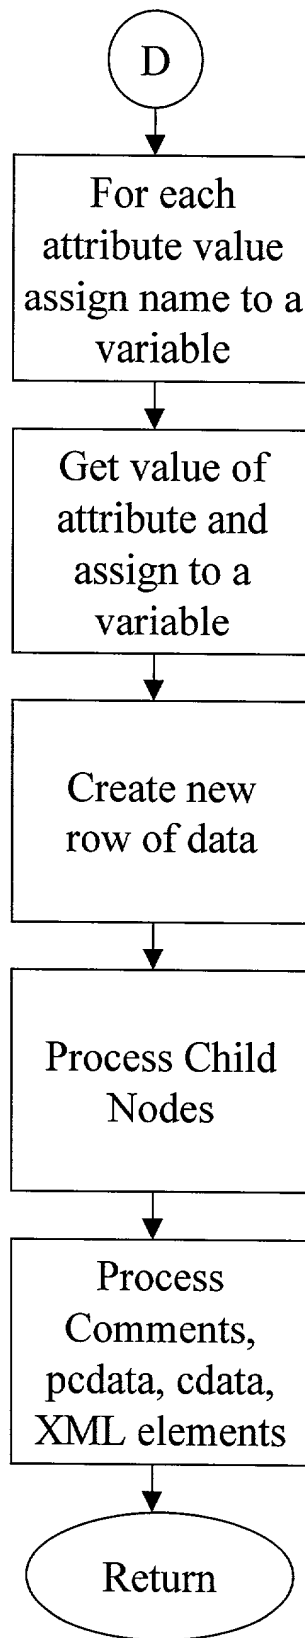 D
For each
attribute value
assign name to a
variable
Get value of
attribute and
assign to a
variable
Create new
row of data
Process Child
Nodes
Process
Comments,
pcdata, cdata,
XML elements
Return